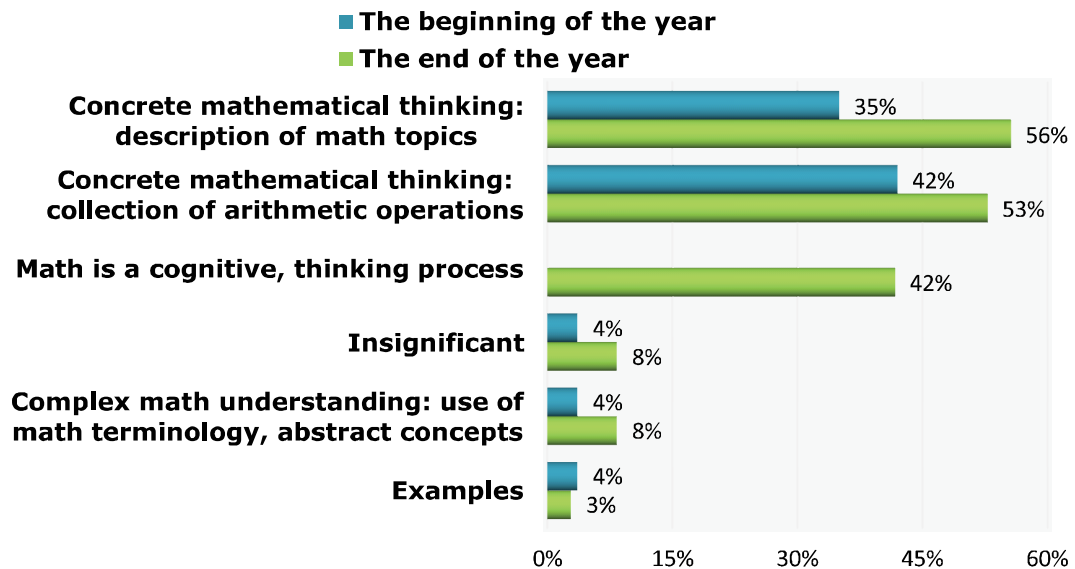 The beginning of the year
The end of the year
Concrete mathematical thinking:
description of math topics
35%
56%
Concrete mathematical thinking:
collection of arithmetic operations
42%
53%
Math is a cognitive, thinking process
42%
Insignificant
4%
8%
Complex math understanding: use of
math terminology, abstract concepts
4%
8%
Examples
4%
3%
0% 15% 30% 45% 60%